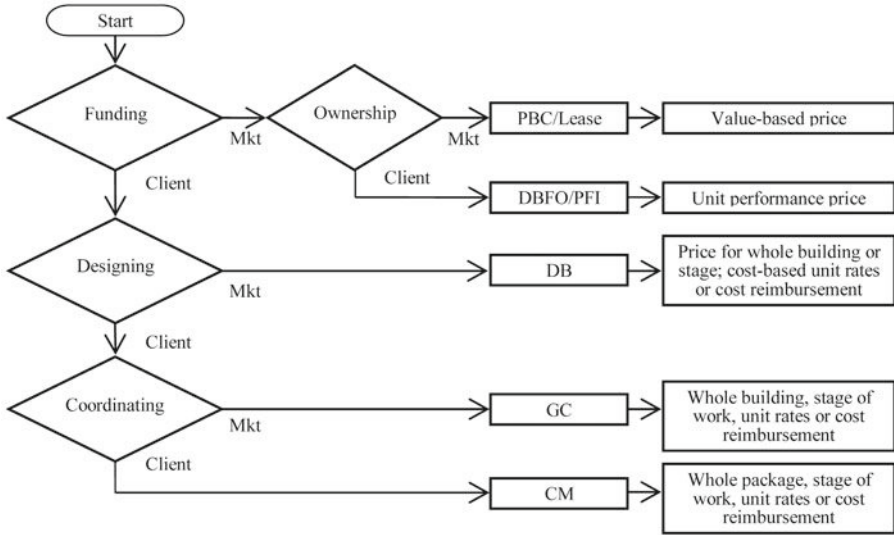 Start
Funding
Mkt
Ownership
Mkt
PBC/Lease
Value-based price
Client
Client
DBFO/PFI
Unit performance price
Designing
Mkt
DB
Price for whole building or
stage; cost-based unit rates
or cost reimbursement
Client
Coordinating
Mkt
GC
Whole building, stage of
work, unit rates or cost
reimbursement
Client
CM
Whole package, stage of
work, unit rates or cost
reimbursement